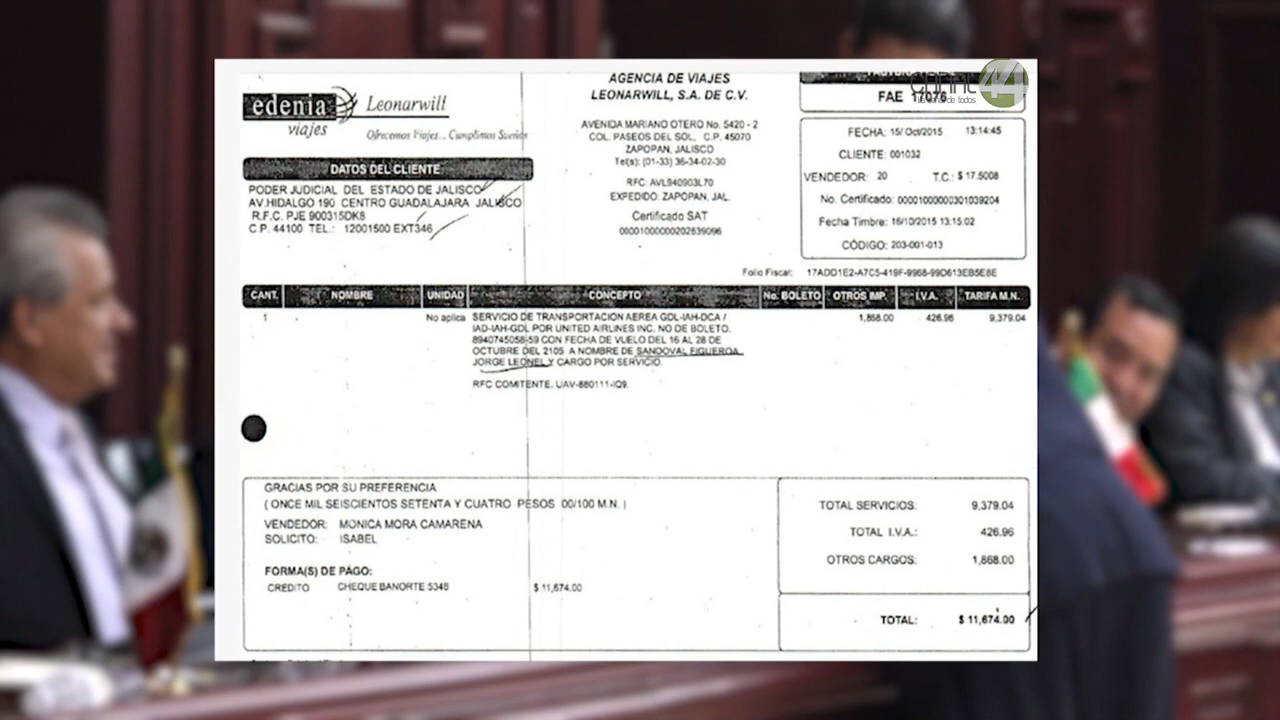 edenia
viajes
Leonarwill
Ofrecemos Viajes... Cumplimos Sueños
AGENCIA DE VIAJES
LEONARWILL, S.A. DE C.V.
AVENIDA MARIANO OTERO No. 5420 - 2
COL. PASEOS DEL SOL, C.P. 45070
ZAPOPAN, JALISCO
Tel(s): (01-33) 36-34-02-30
RFC: AVL940903L70
EXPEDIDO: ZAPOPAN, JAL.
Certificado SAT
00001000000202639096
FAE 17076
canal 44
FECHA: 15/ Oct/2015 13:14:45
CLIENTE: 001032
VENDEDOR: 20 T.C.: $ 17.5008
No. Certificado: 00001000000301039204
Fecha Timbre: 16/10/2015 13:15:02
CÓDIGO: 203-001-013
DATOS DEL CLIENTE
PODER JUDICIAL DEL ESTADO DE JALISCO
AV.HIDALGO 190 CENTRO GUADALAJARA JALISCO
R.F.C. PJE 900315DK8
C.P. 44100 TEL.: 12001500 EXT346
Folio Fiscal: 17ADD1E2-A7C5-419F-9968-99D613EB5E8E
CANT. NOMBRE UNIDAD CONCEPTO No. BOLETO OTROS IMP. I.V.A. TARIFA M.N.
1 No aplica SERVICIO DE TRANSPORTACION AEREA GDL-IAH-DCA / 1,868.00 426.96 9,379.04
IAD-IAH-GDL POR UNITED AIRLINES INC. NO DE BOLETO.
8940745058-59 CON FECHA DE VUELO DEL 16 AL 28 DE
OCTUBRE DEL 2105 A NOMBRE DE SANDOVAL FIGUEROA
JORGE LEONEL Y CARGO POR SERVICIO.
RFC COMITENTE. UAV-880111-IQ9.
GRACIAS POR SU PREFERENCIA
( ONCE MIL SEISCIENTOS SETENTA Y CUATRO PESOS 00/100 M.N. )
VENDEDOR: MONICA MORA CAMARENA
SOLICITO: ISABEL
FORMA(S) DE PAGO:
CREDITO CHEQUE BANORTE 5348 $ 11,674.00
TOTAL SERVICIOS: 9,379.04
TOTAL I.V.A.: 426.96
OTROS CARGOS: 1,868.00
TOTAL: $ 11,674.00